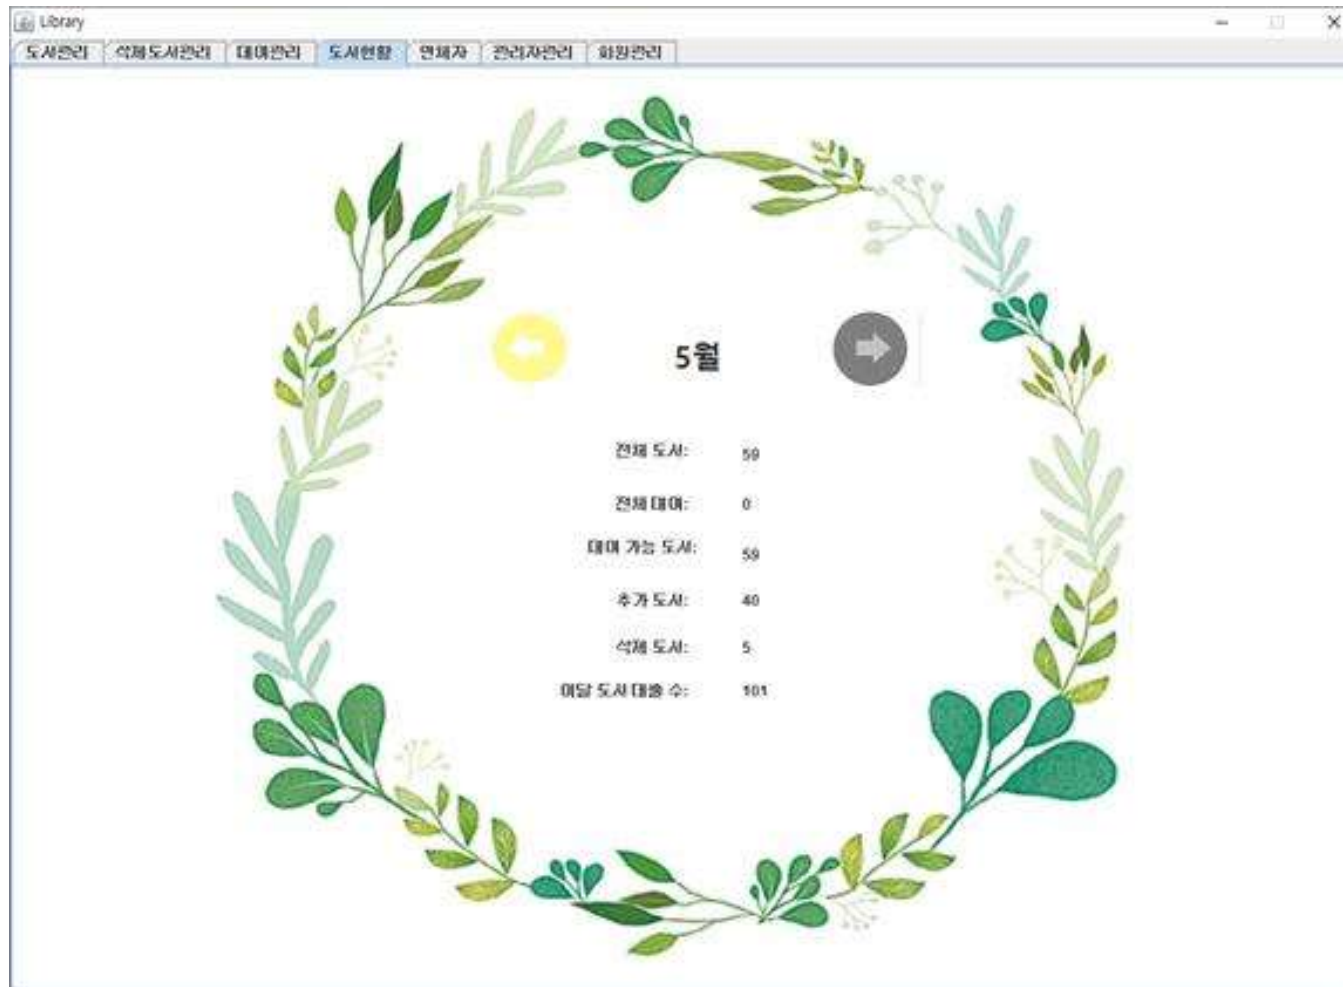 Library
도서관리 삭제도서관리 대여관리 도서현황 연체자 관리자관리 회원관리
5월
전체 도서: 59
전체 대여: 0
대여 가능 도서: 59
추가 도서: 40
삭제 도서: 5
이달 도서 대출 수: 101